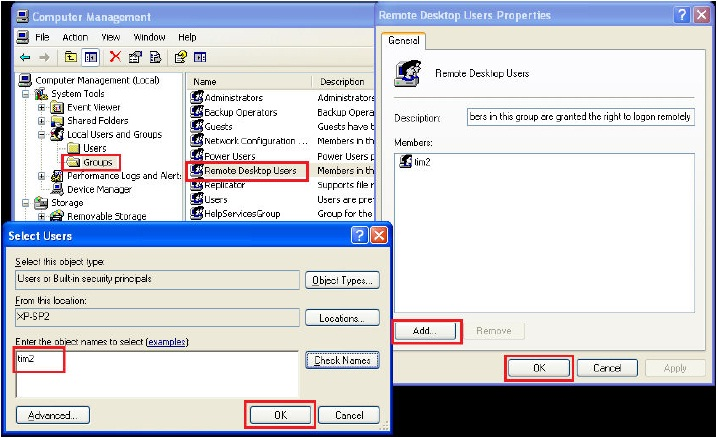 Computer Management
File Action View Window Help
Computer Management (Local)
System Tools
Event Viewer
Shared Folders
Local Users and Groups
Users
Groups
Performance Logs and Alert
Device Manager
Storage
Removable Storage
Name Description
Administrators Administrators
Backup Operators Backup Oper
Guests Guests have t
Network Configuration ... Members in th
Power Users Power Users p
Remote Desktop Users Members in th
Replicator Supports file r
Users Users are pre
HelpServicesGroup Group for the
Remote Desktop Users Properties
General
Remote Desktop Users
Description: bers in this group are granted the right to logon remotely
Members:
tim2
Add... Remove
OK Cancel Apply
Select Users
Select this object type:
Users or Built-in security principals Object Types...
From this location:
XP-SP2 Locations...
Enter the object names to select (examples):
tim2 Check Names
Advanced... OK Cancel